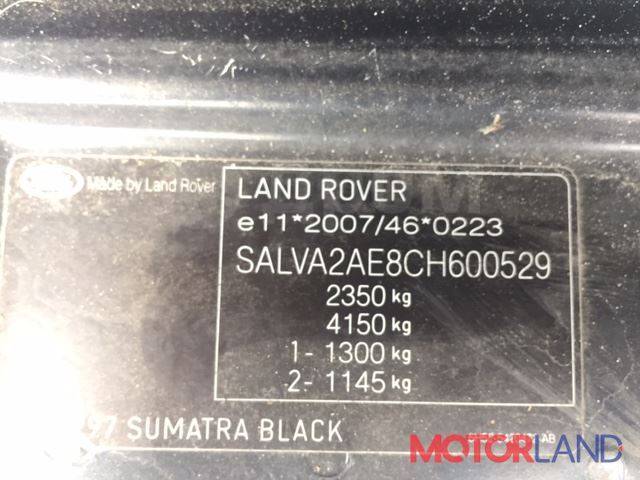 Made by Land Rover
LAND ROVER
e11*2007/46*0223
SALVA2AE8CH600529
2350 kg
4150 kg
1- 1300 kg
2- 1145 kg
97 SUMATRA BLACK
MOTORLAND